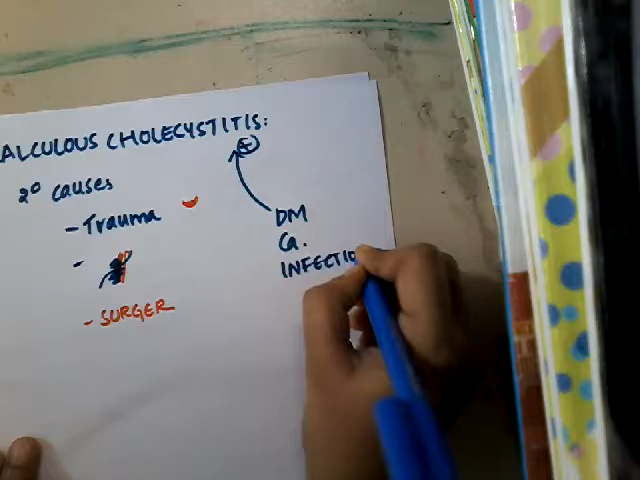 ALCULOUS CHOLECYSTITIS:
2° CAUSES
- Trauma
-
- SURGER
DM
Ca.
INFECTIO